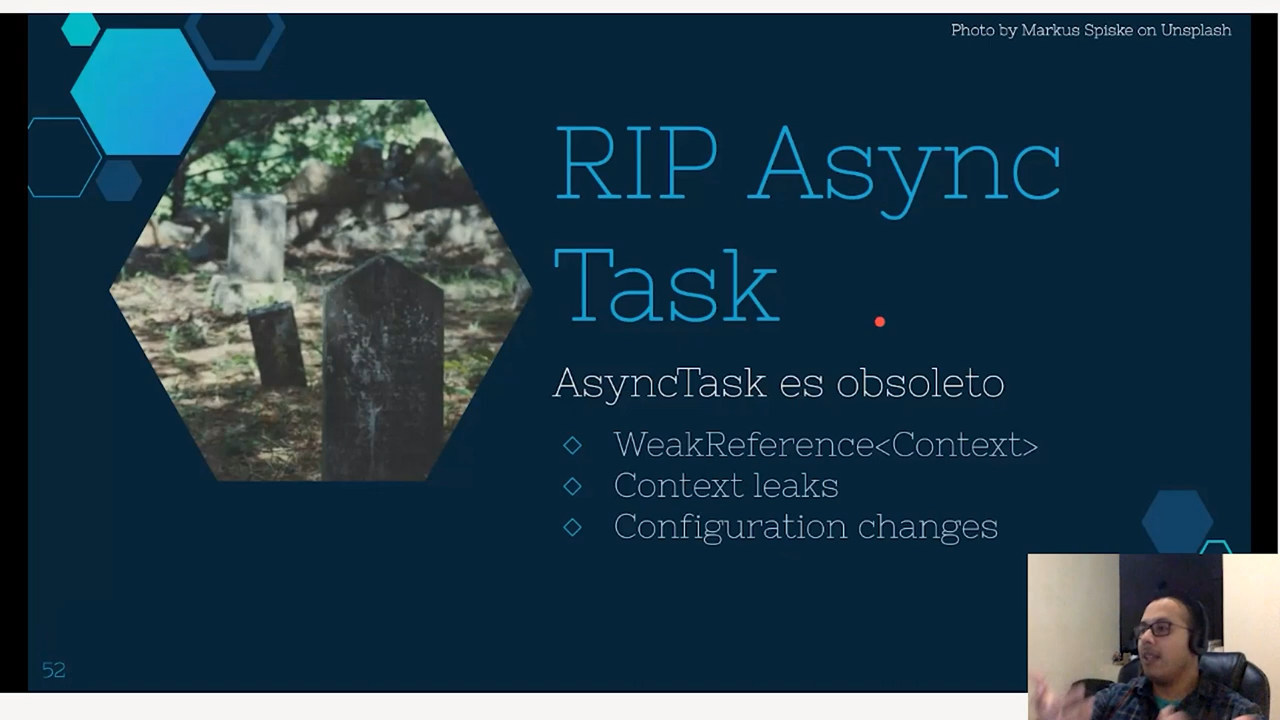 Photo by Markus Spiske on Unsplash
RIP Async
Task
AsyncTask es obsoleto
WeakReference<Context>
Context leaks
Configuration changes
52